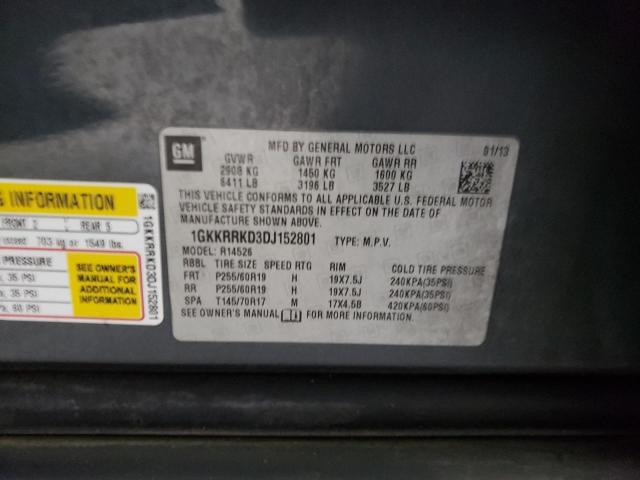 GM
MFD BY GENERAL MOTORS LLC
01/13
GVWR GAWR FRT GAWR RR
2908 KG 1450 KG 1600 KG
6411 LB 3196 LB 3527 LB
THIS VEHICLE CONFORMS TO ALL APPLICABLE U.S. FEDERAL MOTOR
VEHICLE SAFETY STANDARDS IN EFFECT ON THE DATE OF
MANUFACTURE SHOWN ABOVE.
1GKKRRKD3DJ152801 TYPE: M.P.V.
MODEL: R14526
RBBL TIRE SIZE SPEED RTG RIM COLD TIRE PRESSURE
FRT P255/60R19 H 19X7.5J 240KPA(35PSI)
RR P255/60R19 H 19X7.5J 240KPA(35PSI)
SPA T145/70R17 M 17X4.5B 420KPA(60PSI)
SEE OWNER'S MANUAL FOR MORE INFORMATION.
INFORMATION
FRONT 2 REAR 5
exceed 703 kg or 1549 lbs.
PRESSURE
35 PSI
35 PSI
60 PSI
SEE OWNER'S
MANUAL FOR
ADDITIONAL
INFORMATION
1GKKRRKD3DJ152801